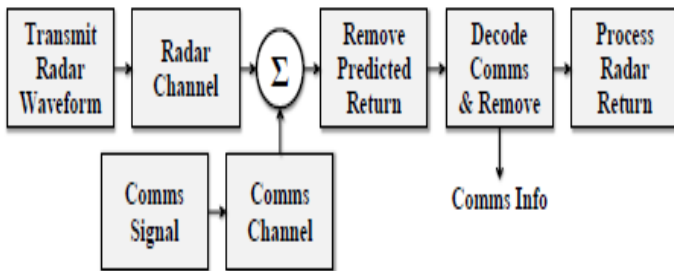 Transmit
Radar
Waveform
Radar
Channel
Σ
Remove
Predicted
Return
Decode
Comms
& Remove
Process
Radar
Return
Comms
Signal
Comms
Channel
Comms Info